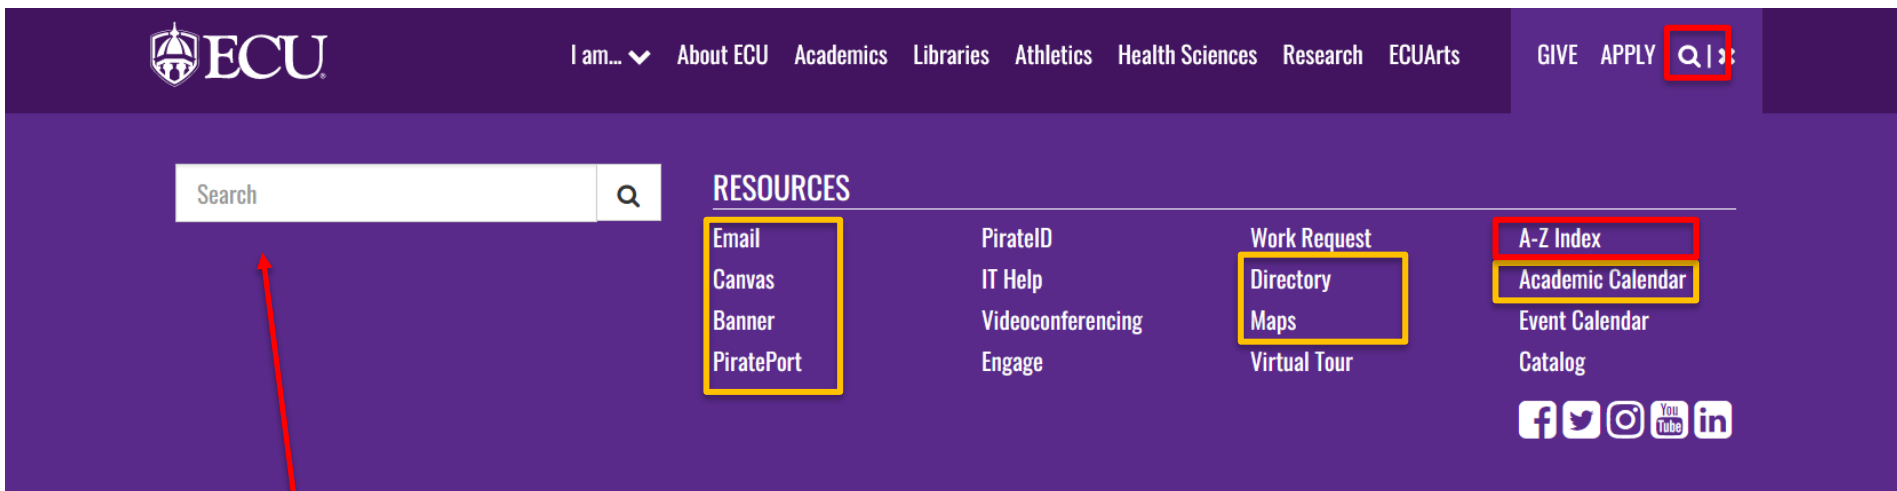 ECU
I am... About ECU Academics Libraries Athletics Health Sciences Research ECUArts GIVE APPLY |
Search
RESOURCES
Email PirateID Work Request A-Z Index
Canvas IT Help Directory Academic Calendar
Banner Videoconferencing Maps Event Calendar
PiratePort Engage Virtual Tour Catalog
You Tube in